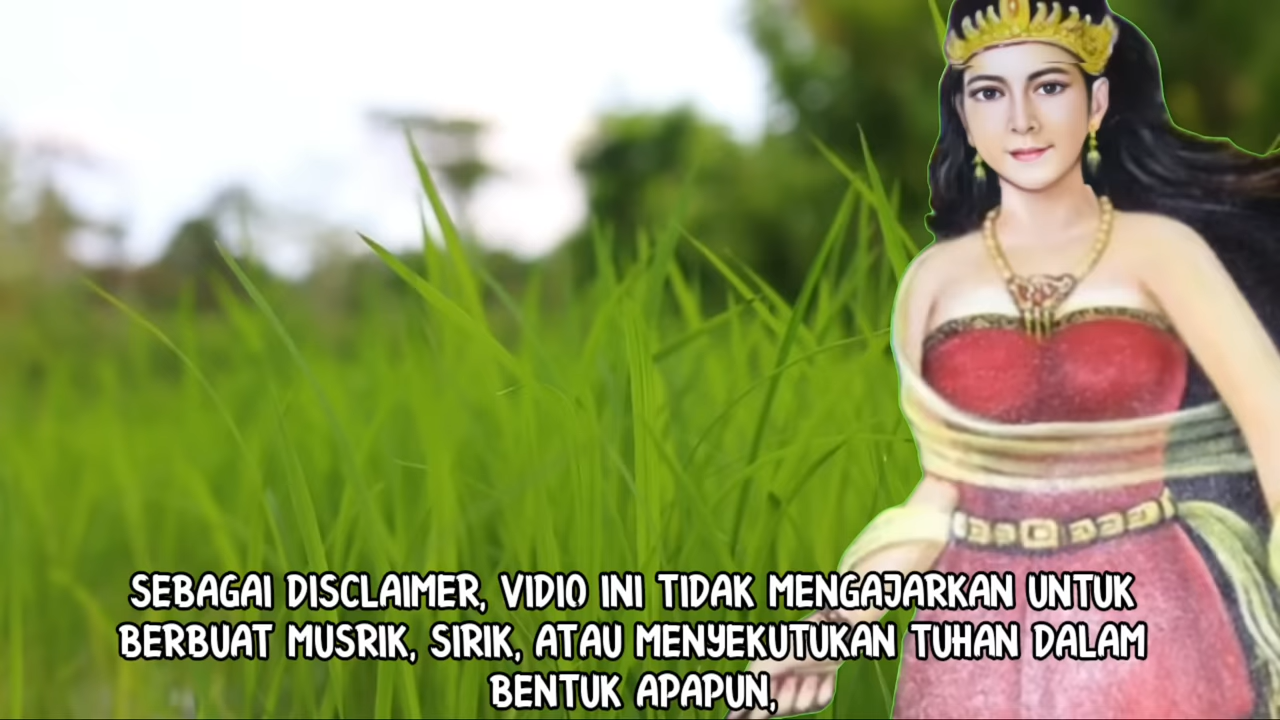 SEBAGAI DISCLAIMER, VIDIO INI TIDAK MENGAJARKAN UNTUK
BERBUAT MUSRIK, SIRIK, ATAU MENYEKUTUKAN TUHAN DALAM
BENTUK APAPUN,